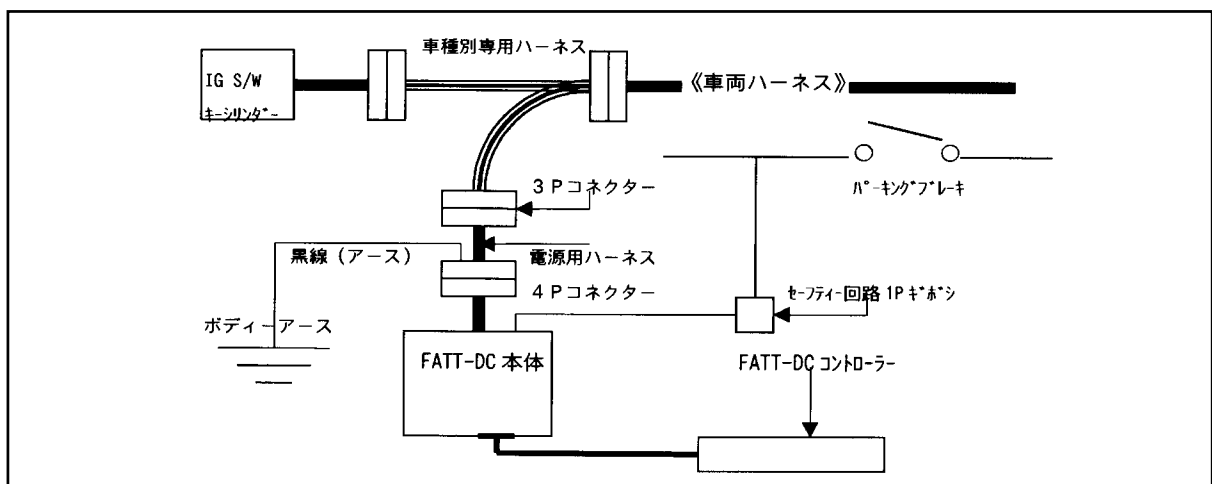 車種別専用ハーネス
IG S/W
ｷｰｼﾘﾝﾀﾞｰ
《車両ハーネス》
ﾊﾟｰｷﾝｸﾞﾌﾞﾚｰｷ
３Ｐコネクター
黒線（アース）
電源用ハーネス
４Ｐコネクター
ｾｰﾌﾃｨｰ回路 1P ｷﾞﾎﾞｼ
ボディーアース
FATT-DC 本体
FATT-DC ｺﾝﾄﾛｰﾗｰ